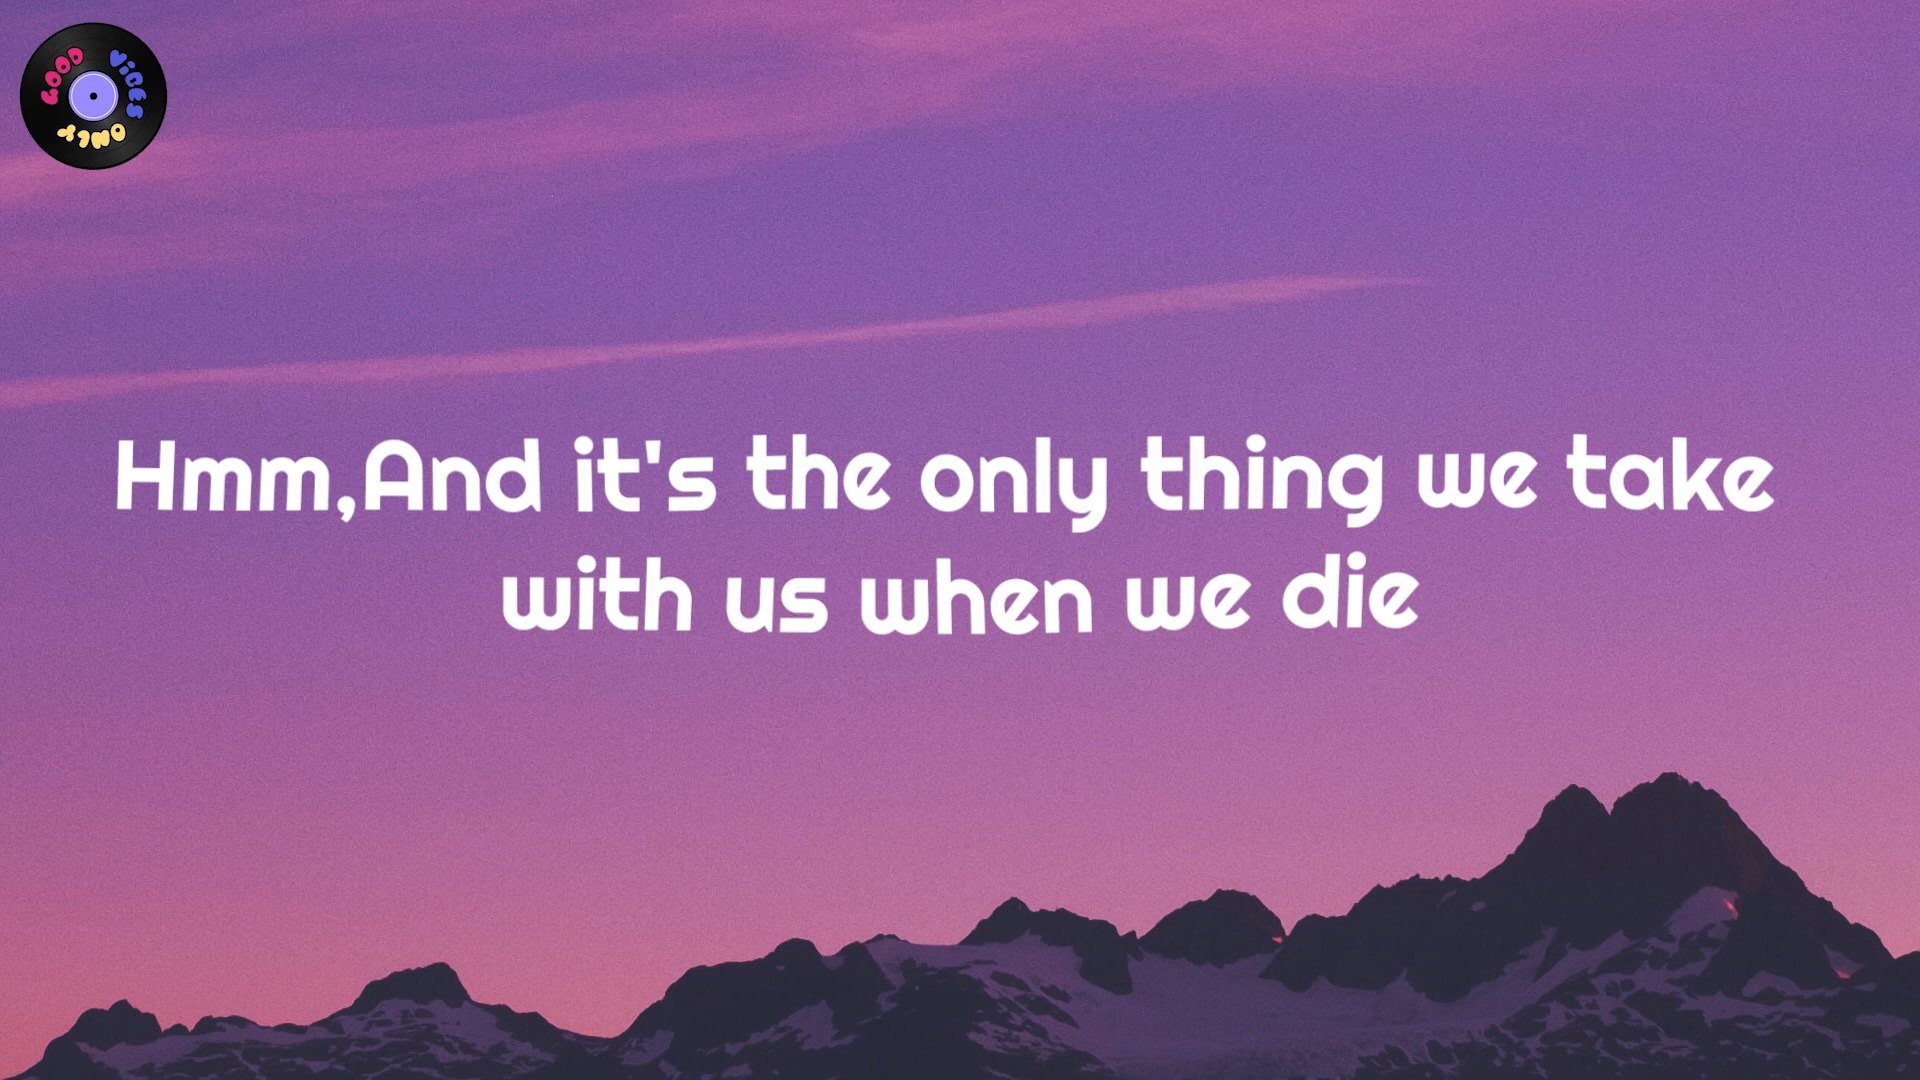 GOOD VIBES ONLY
Hmm,And it's the only thing we take
with us when we die